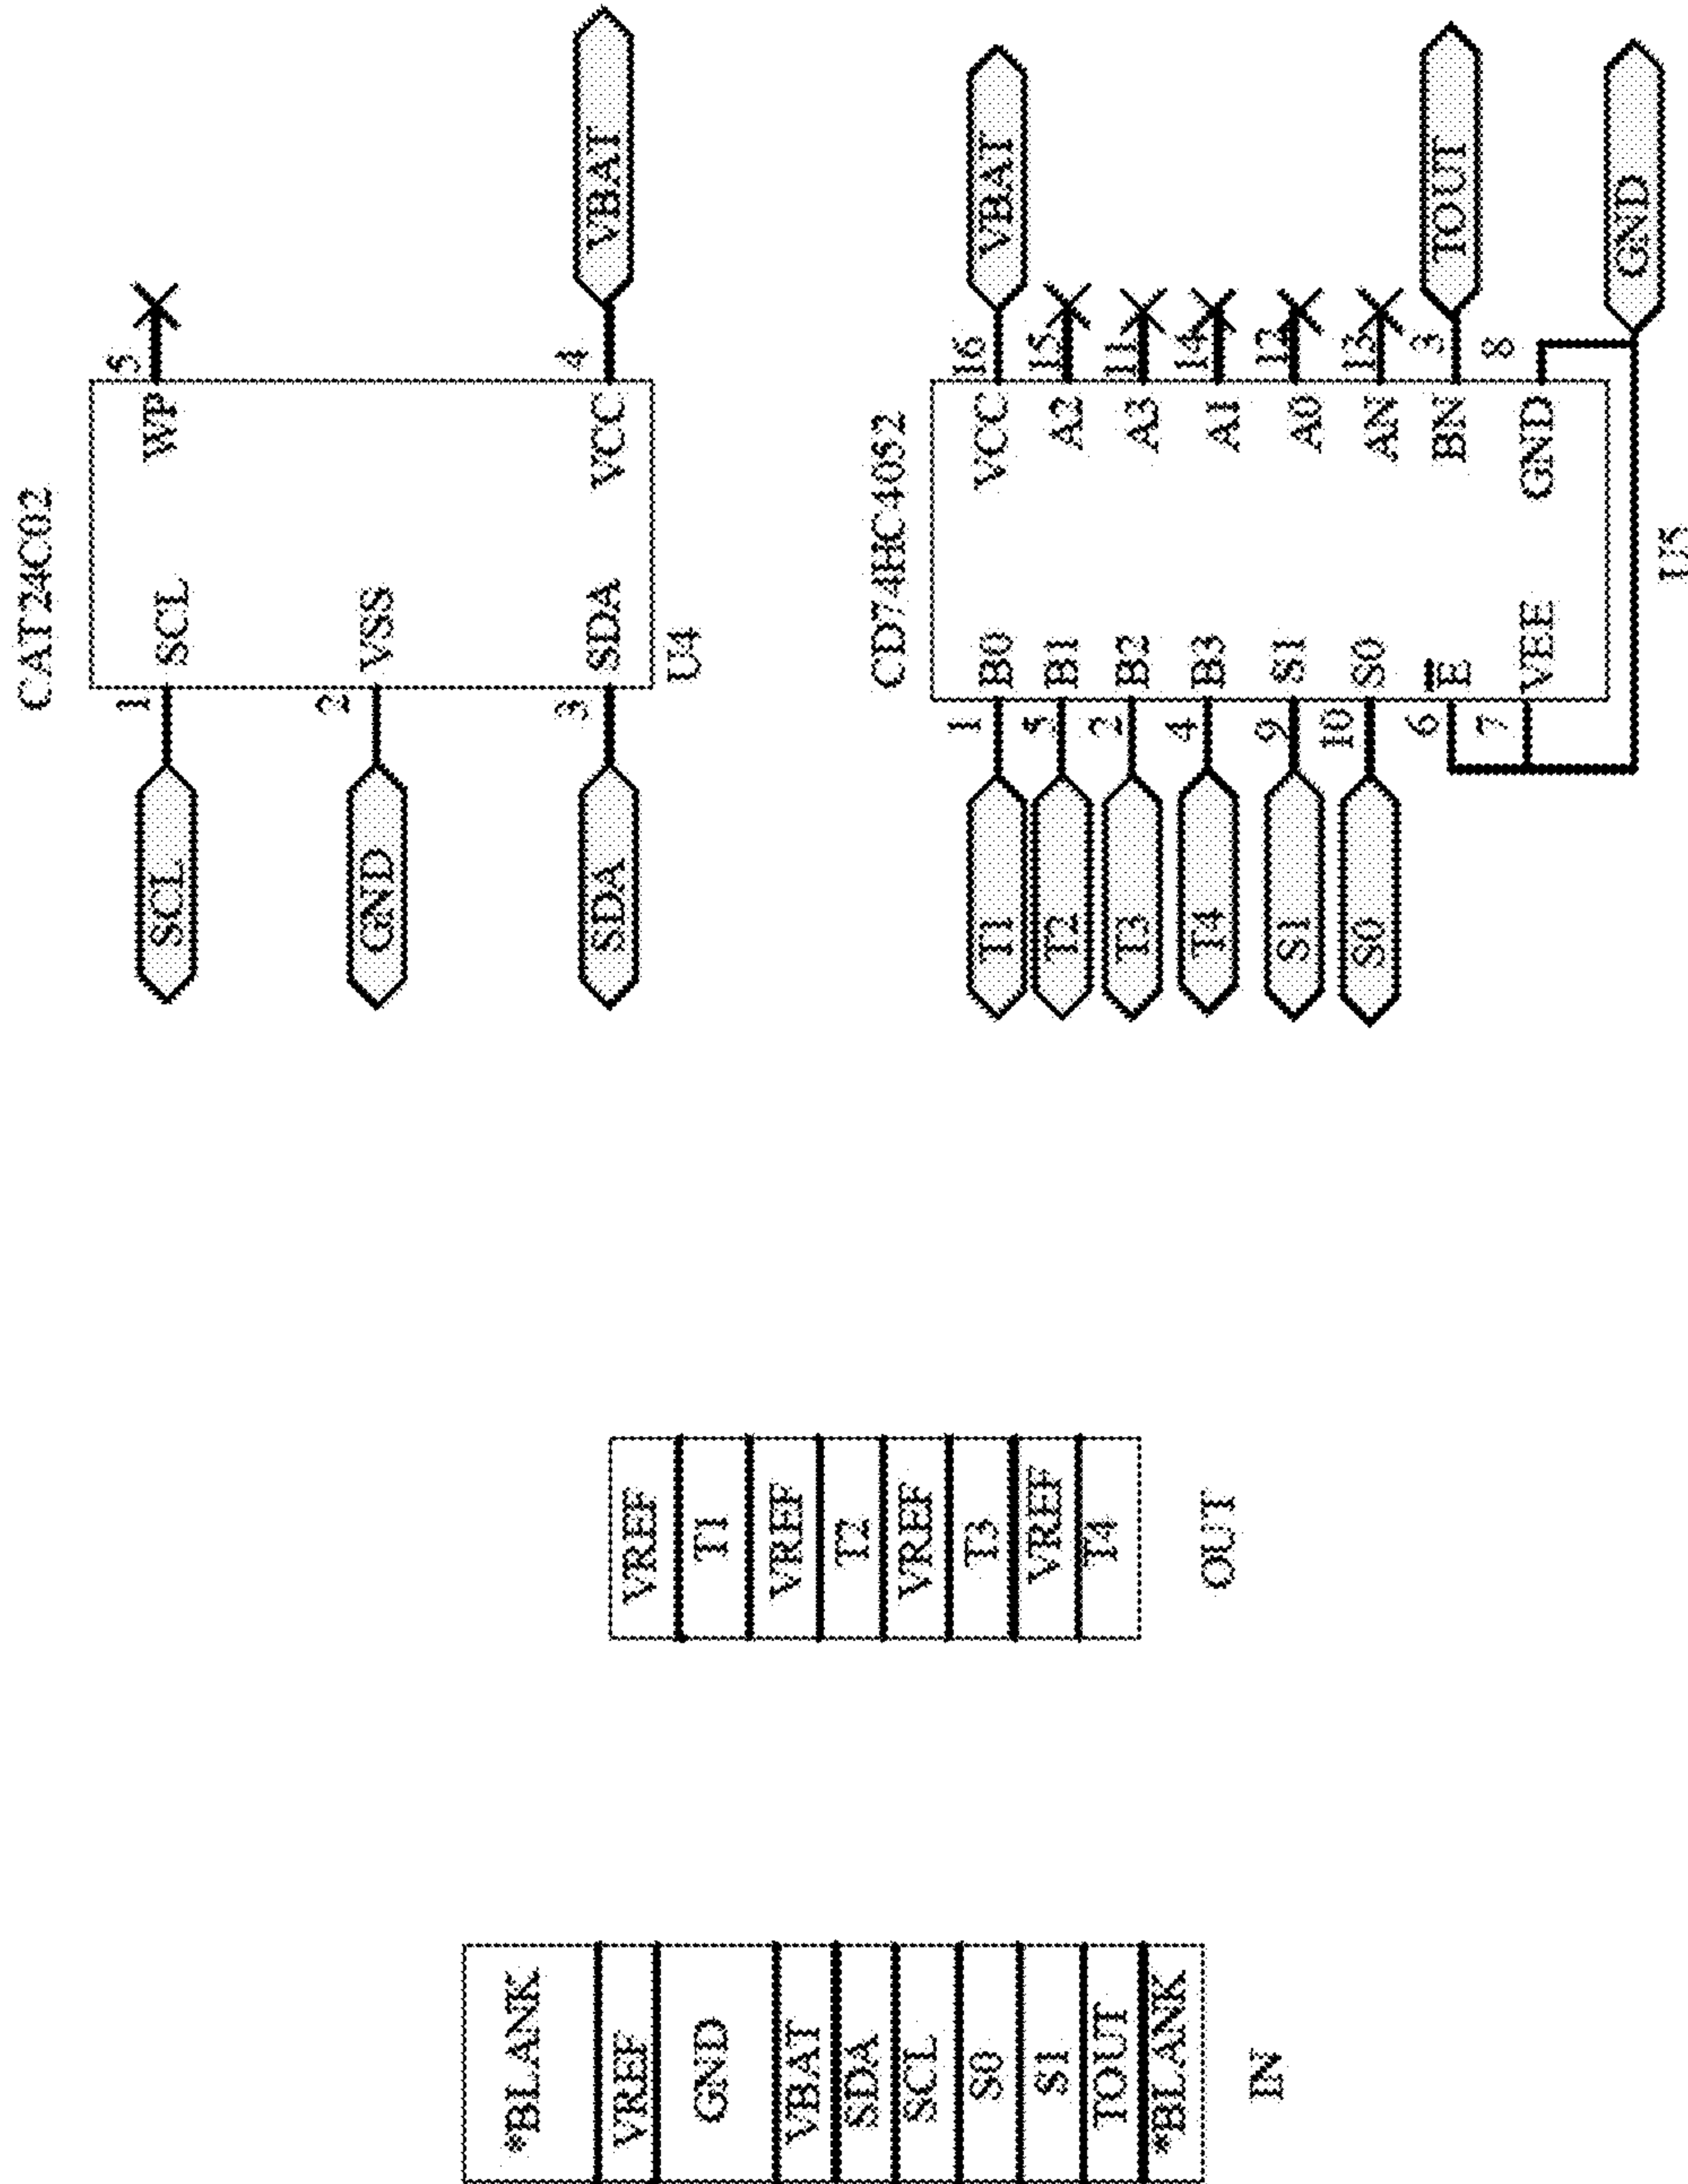 *BLANK
VREF
GND
VBAT
SDA
SCL
S0
S1
TOUT
*BLANK
IN
VREF
T1
VREF
T2
VREF
T3
VREF
T4
OUT
CAT24C02
SCL 1 SCL WP 5
GND 2 VSS
SDA 3 SDA VCC 4 VBAT
U4
CD74HC4052
T1 1 B0 VCC 16 VBAT
T2 5 B1 A2 15
T3 2 B2 A3 11
T4 4 B3 A1 14
S1 9 S1 A0 12
S0 10 S0 AN 13
6 E BN 3 TOUT
7 VEE GND 8
GND
U5